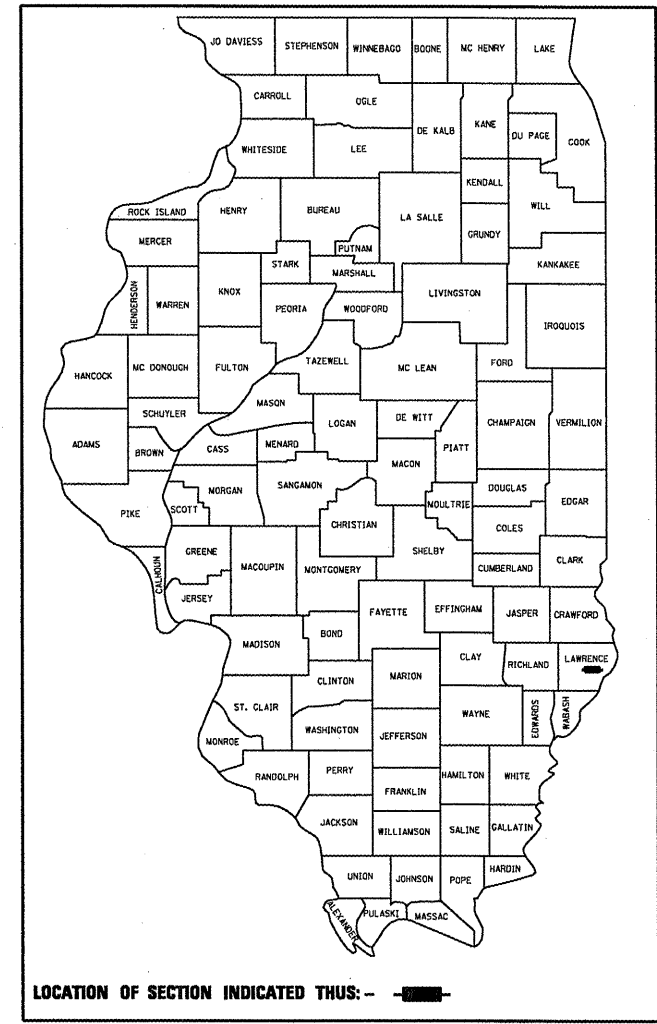 JO DAVIESS
STEPHENSON
WINNEBAGO
BOONE
MC HENRY
LAKE
CARROLL
OGLE
DE KALB
KANE
DU PAGE
COOK
WHITESIDE
LEE
KENDALL
WILL
ROCK ISLAND
HENRY
BUREAU
LA SALLE
GRUNDY
MERCER
PUTNAM
STARK
MARSHALL
KANKAKEE
HENDERSON
WARREN
KNOX
PEORIA
WOODFORD
LIVINGSTON
IROQUOIS
HANCOCK
MC DONOUGH
FULTON
TAZEWELL
MC LEAN
FORD
SCHUYLER
MASON
LOGAN
DE WITT
CHAMPAIGN
VERMILION
ADAMS
BROWN
CASS
MENARD
MACON
PIATT
PIKE
SCOTT
MORGAN
SANGAMON
CHRISTIAN
MOULTRIE
DOUGLAS
COLES
EDGAR
CALHOUN
GREENE
MACOUPIN
MONTGOMERY
SHELBY
CUMBERLAND
CLARK
JERSEY
FAYETTE
EFFINGHAM
JASPER
CRAWFORD
MADISON
BOND
CLAY
RICHLAND
LAWRENCE
CLINTON
MARION
ST. CLAIR
WAYNE
EDWARDS
WABASH
MONROE
WASHINGTON
JEFFERSON
RANDOLPH
PERRY
HAMILTON
WHITE
FRANKLIN
JACKSON
WILLIAMSON
SALINE
GALLATIN
UNION
JOHNSON
POPE
HARDIN
ALEXANDER
PULASKI
MASSAC
LOCATION OF SECTION INDICATED THUS: -